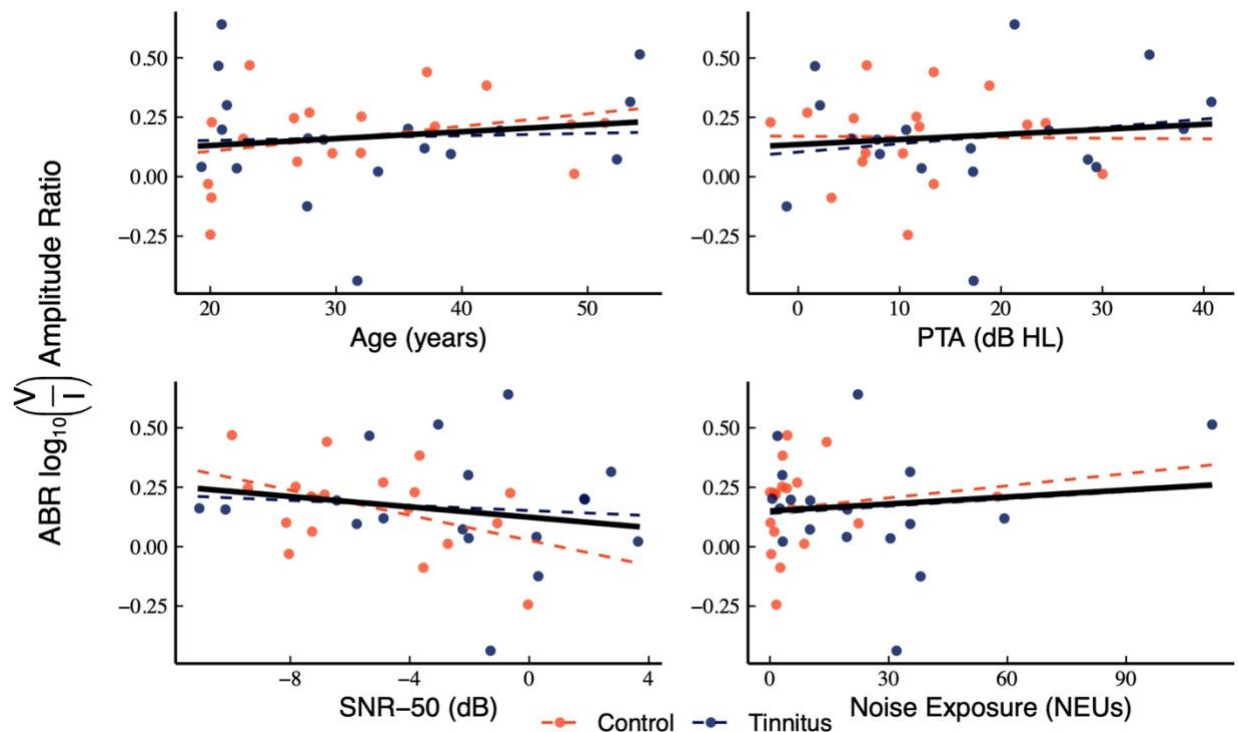 ABR log₁₀(V/I) Amplitude Ratio
0.50
0.25
0.00
−0.25
20 30 40 50
Age (years)
0.50
0.25
0.00
−0.25
0 10 20 30 40
PTA (dB HL)
0.50
0.25
0.00
−0.25
−8 −4 0 4
SNR−50 (dB)
0.50
0.25
0.00
−0.25
0 30 60 90
Noise Exposure (NEUs)
Control Tinnitus